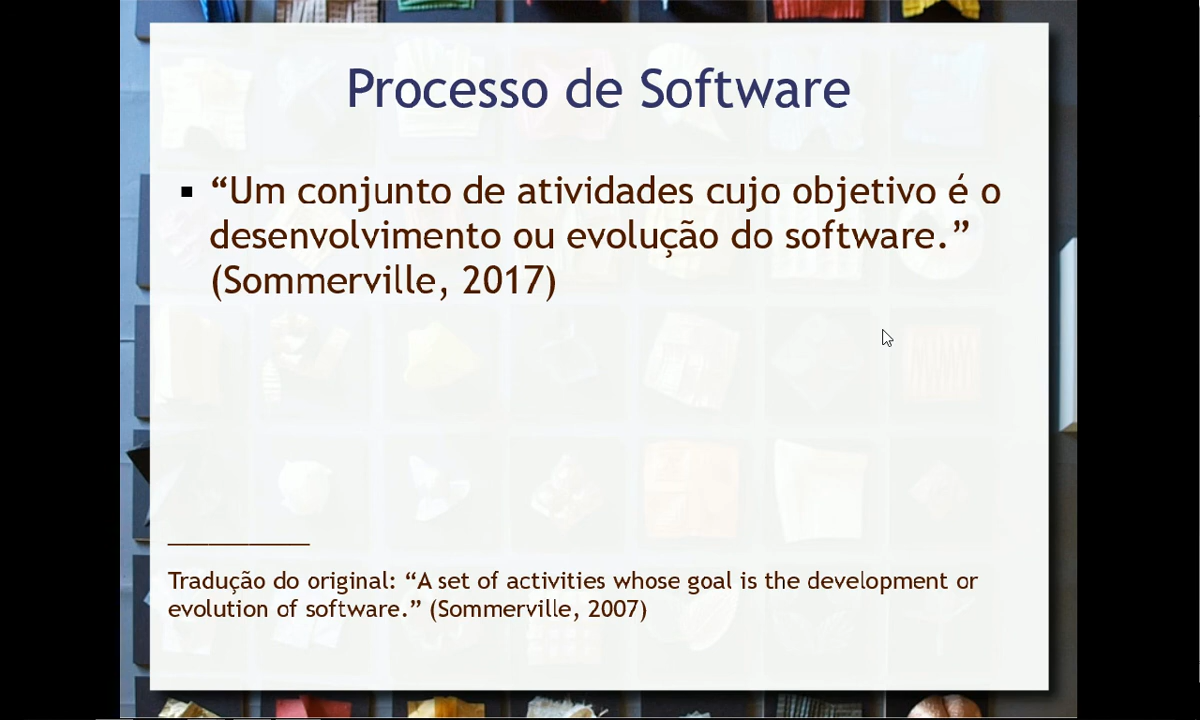 Processo de Software
“Um conjunto de atividades cujo objetivo é o
desenvolvimento ou evolução do software.”
(Sommerville, 2017)
Tradução do original: “A set of activities whose goal is the development or
evolution of software.” (Sommerville, 2007)